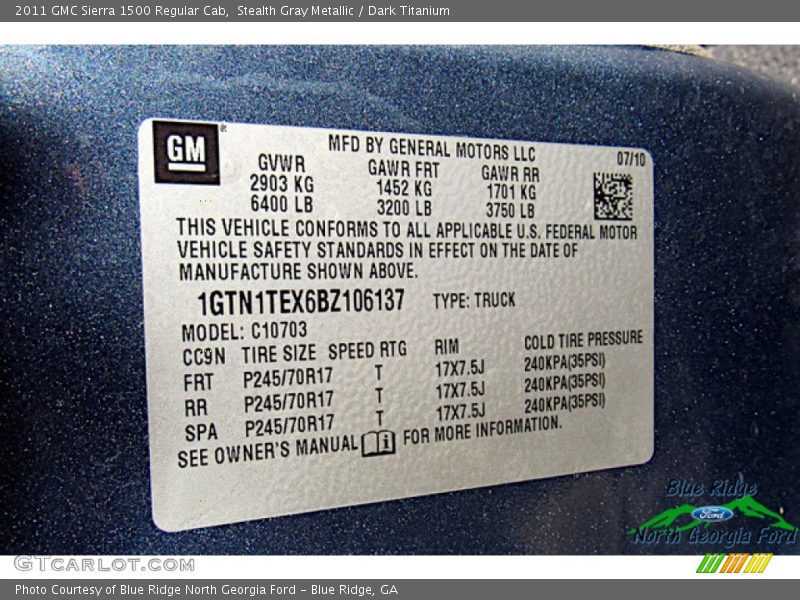 2011 GMC Sierra 1500 Regular Cab, Stealth Gray Metallic / Dark Titanium
GM
®
MFD BY GENERAL MOTORS LLC
07/10
GVWR GAWR FRT GAWR RR
2903 KG 1452 KG 1701 KG
6400 LB 3200 LB 3750 LB
THIS VEHICLE CONFORMS TO ALL APPLICABLE U.S. FEDERAL MOTOR
VEHICLE SAFETY STANDARDS IN EFFECT ON THE DATE OF
MANUFACTURE SHOWN ABOVE.
1GTN1TEX6BZ106137 TYPE: TRUCK
MODEL: C10703
CC9N TIRE SIZE SPEED RTG RIM COLD TIRE PRESSURE
FRT P245/70R17 T 17X7.5J 240KPA(35PSI)
RR P245/70R17 T 17X7.5J 240KPA(35PSI)
SPA P245/70R17 T 17X7.5J 240KPA(35PSI)
SEE OWNER'S MANUAL i FOR MORE INFORMATION.
Blue Ridge
Ford
North Georgia Ford
GTCARLOT.COM
Photo Courtesy of Blue Ridge North Georgia Ford – Blue Ridge, GA